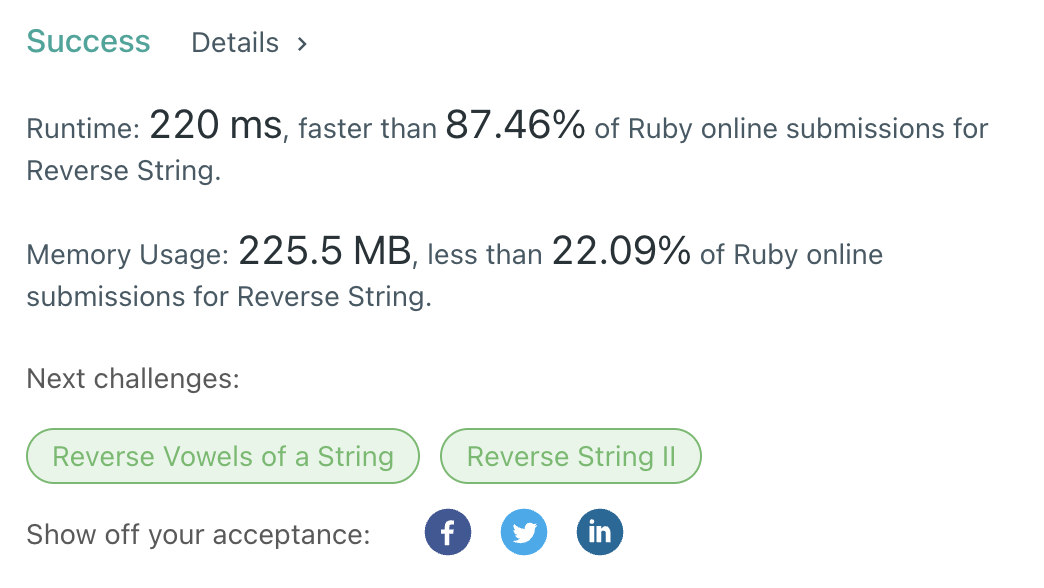 Success Details >
Runtime: 220 ms, faster than 87.46% of Ruby online submissions for
Reverse String.
Memory Usage: 225.5 MB, less than 22.09% of Ruby online
submissions for Reverse String.
Next challenges:
Reverse Vowels of a String Reverse String II
Show off your acceptance: f in